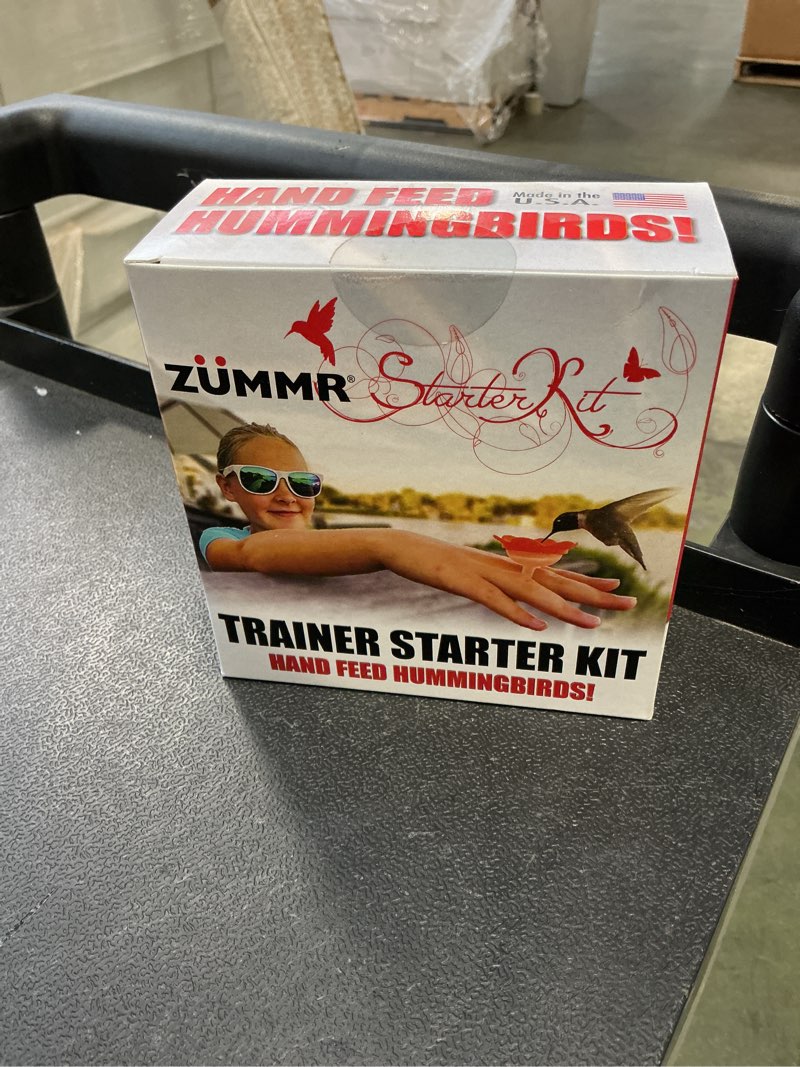 HAND FEED
HUMMINGBIRDS!
Made in the
U.S.A.
ZÜMMR® Starter Kit
©
TRAINER STARTER KIT
HAND FEED HUMMINGBIRDS!